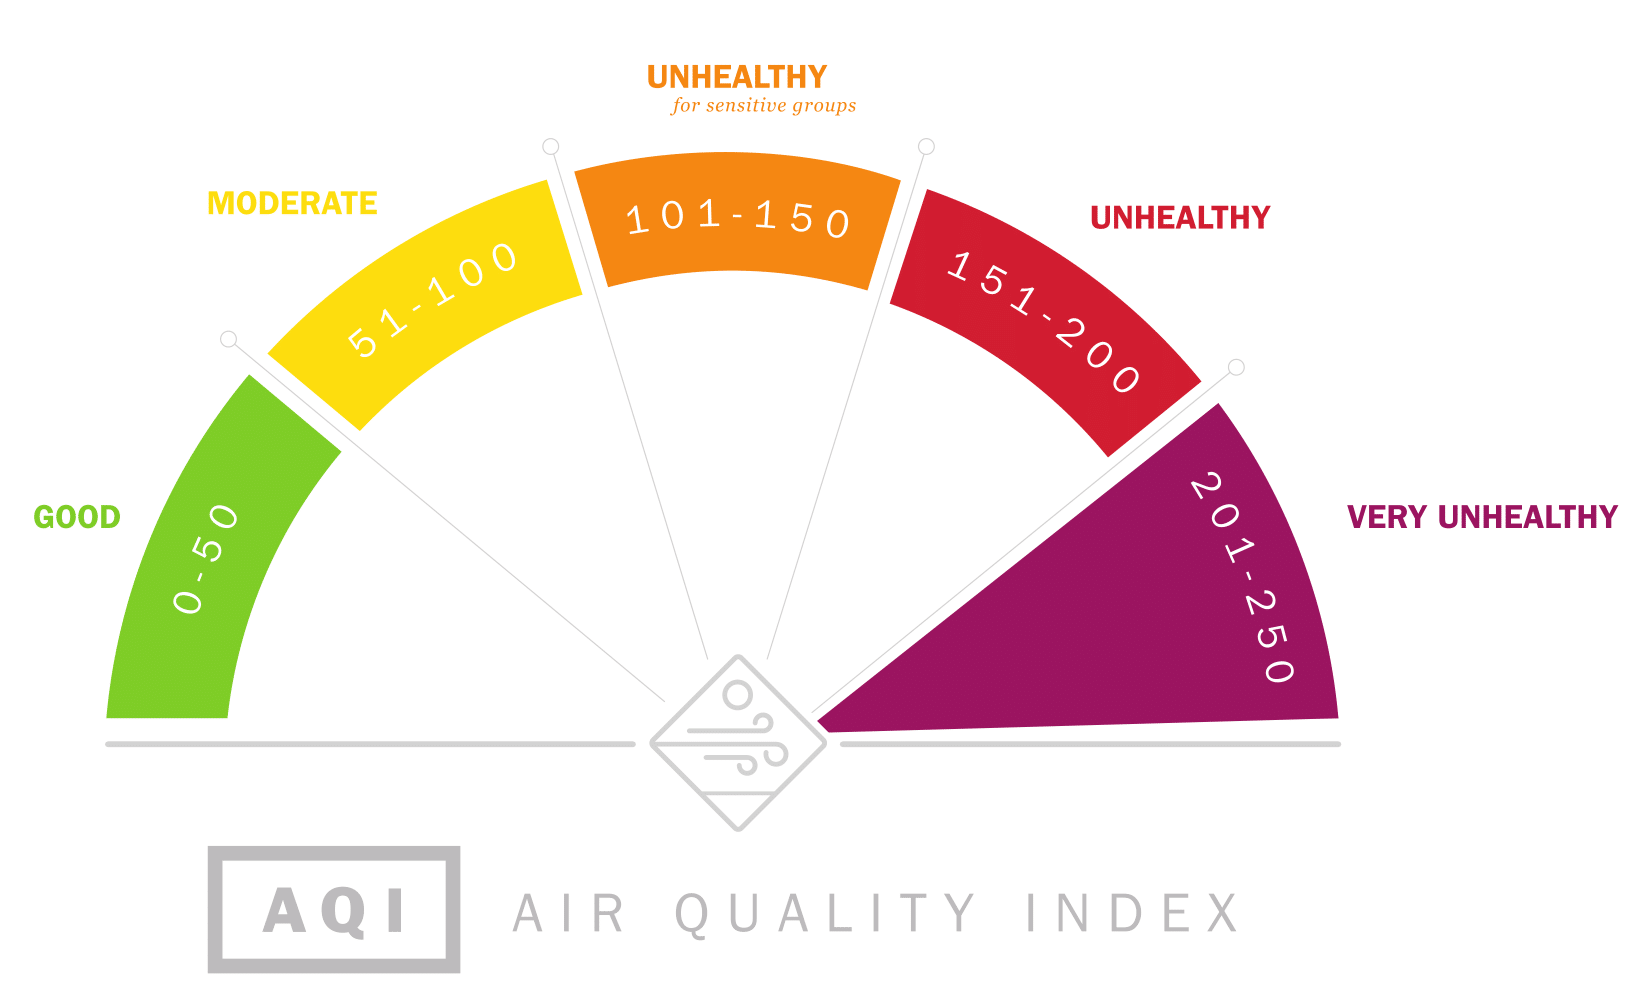 UNHEALTHY
for sensitive groups
MODERATE
UNHEALTHY
GOOD
VERY UNHEALTHY
0-50
51-100
101-150
151-200
201-250
AQI
AIR QUALITY INDEX